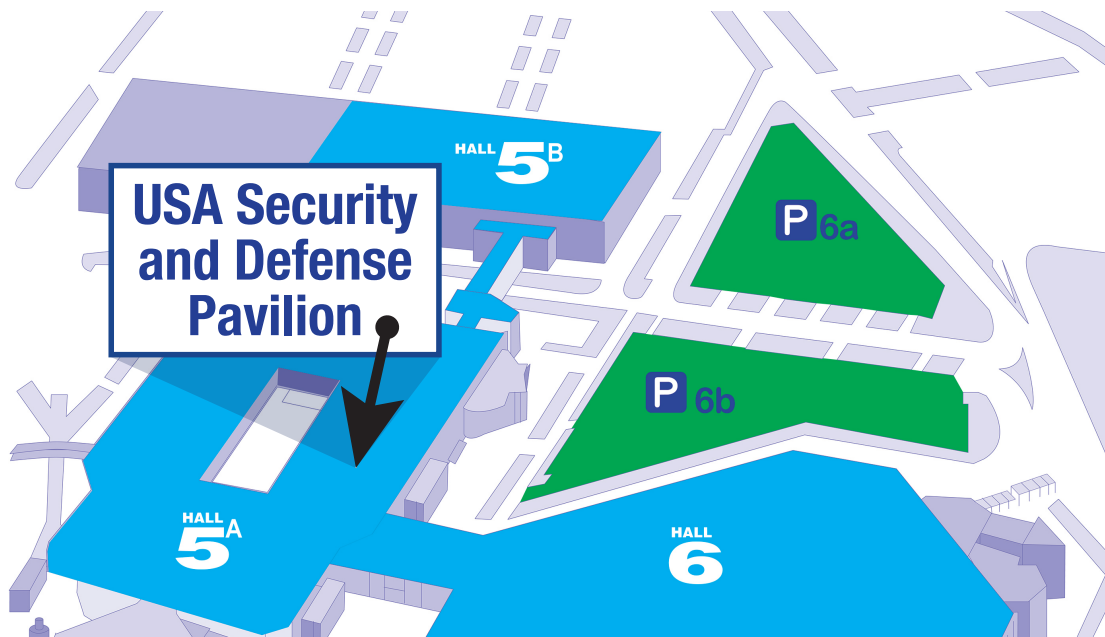 HALL 5B
USA Security
and Defense
Pavilion
P 6a
P 6b
HALL
5A
HALL
6